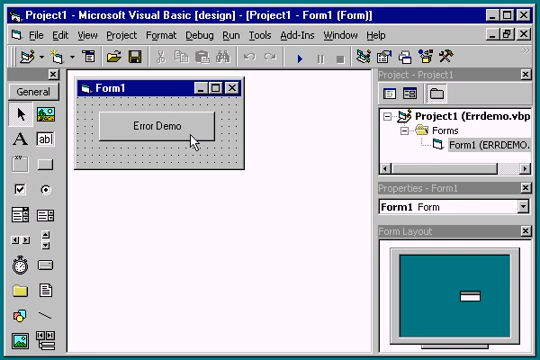 Project1 - Microsoft Visual Basic [design] - [Project1 - Form1 (Form)]
File Edit View Project Format Debug Run Tools Add-Ins Window Help
General
A
ab
xv
Form1
Error Demo
Project - Project1
Project1 (Errdemo.vbp
Forms
Form1 (ERRDEMO.
Properties - Form1
Form1 Form
Form Layout